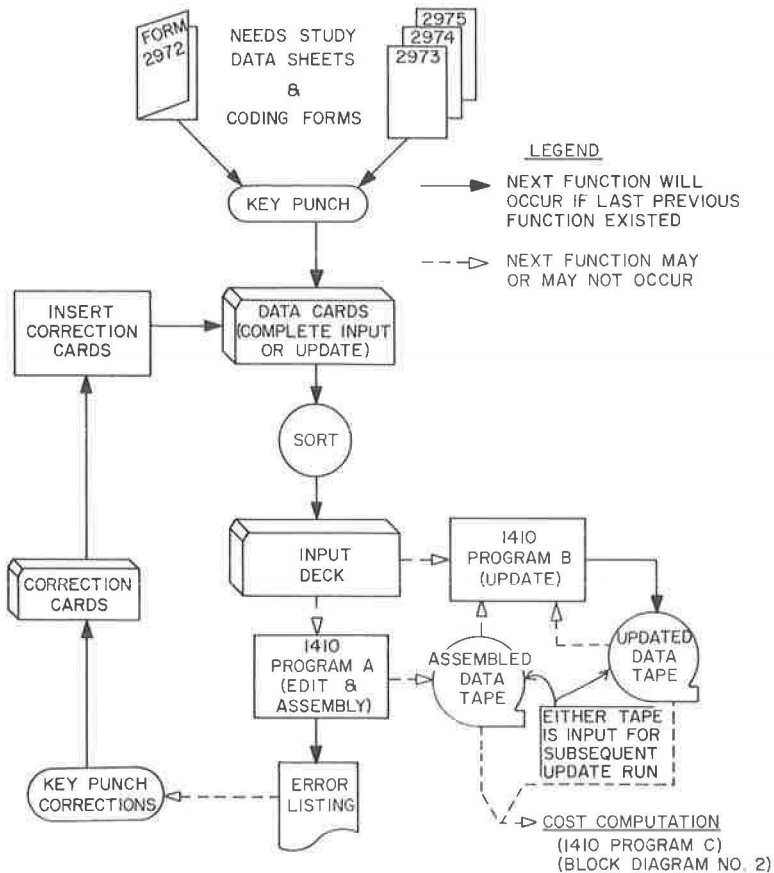 FORM
2972
NEEDS STUDY
DATA SHEETS
&
CODING FORMS
2975
2974
2973
LEGEND
NEXT FUNCTION WILL
OCCUR IF LAST PREVIOUS
FUNCTION EXISTED
NEXT FUNCTION MAY
OR MAY NOT OCCUR
KEY PUNCH
INSERT
CORRECTION
CARDS
DATA CARDS
(COMPLETE INPUT
OR UPDATE)
SORT
INPUT
DECK
1410
PROGRAM B
(UPDATE)
CORRECTION
CARDS
1410
PROGRAM A
(EDIT &
ASSEMBLY)
ASSEMBLED
DATA
TAPE
UPDATED
DATA
TAPE
EITHER TAPE
IS INPUT FOR
SUBSEQUENT
UPDATE RUN
KEY PUNCH
CORRECTIONS
ERROR
LISTING
COST COMPUTATION
(1410 PROGRAM C)
(BLOCK DIAGRAM NO. 2)